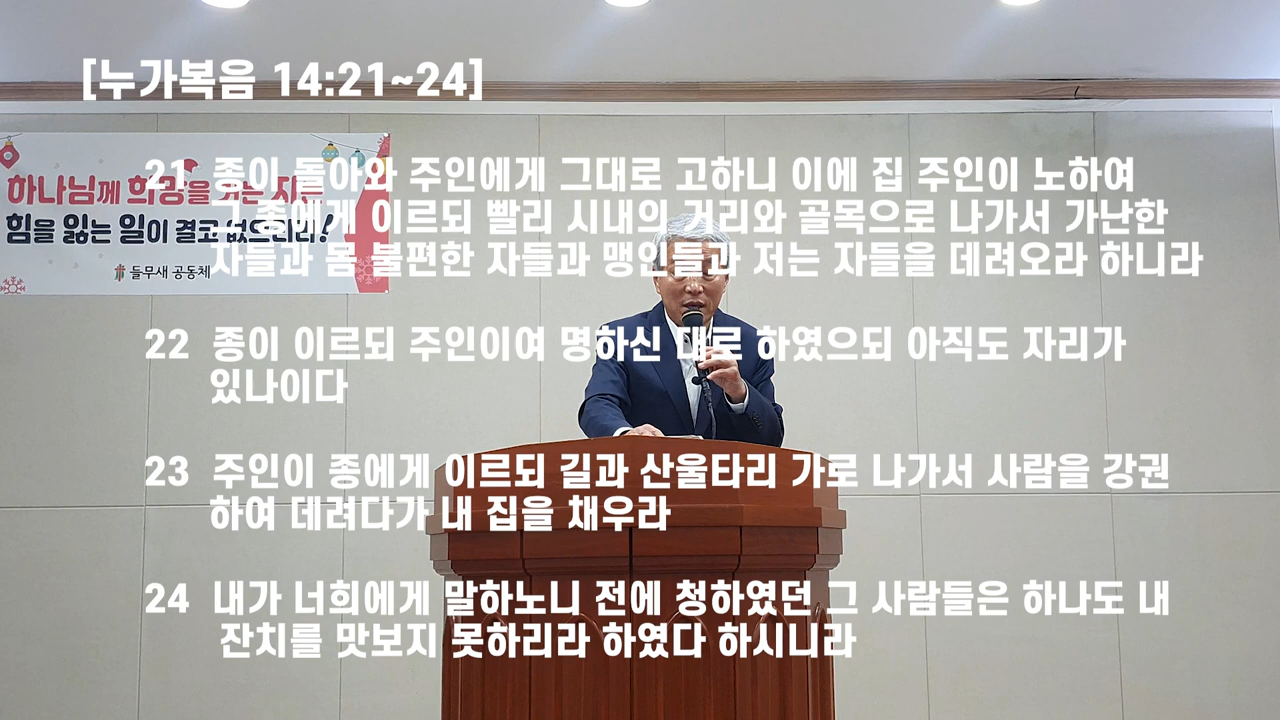 [누가복음 14:21~24]
21 종이 돌아와 주인에게 그대로 고하니 이에 집 주인이 노하여
그 종에게 이르되 빨리 시내의 거리와 골목으로 나가서 가난한
자들과 몸 불편한 자들과 맹인들과 저는 자들을 데려오라 하니라
22 종이 이르되 주인이여 명하신 대로 하였으되 아직도 자리가
있나이다
23 주인이 종에게 이르되 길과 산울타리 가로 나가서 사람을 강권
하여 데려다가 내 집을 채우라
24 내가 너희에게 말하노니 전에 청하였던 그 사람들은 하나도 내
잔치를 맛보지 못하리라 하였다 하시니라
하나님께 희망을 자는
힘을 잃는 일이 결코 없으리라!
들무새 공동체